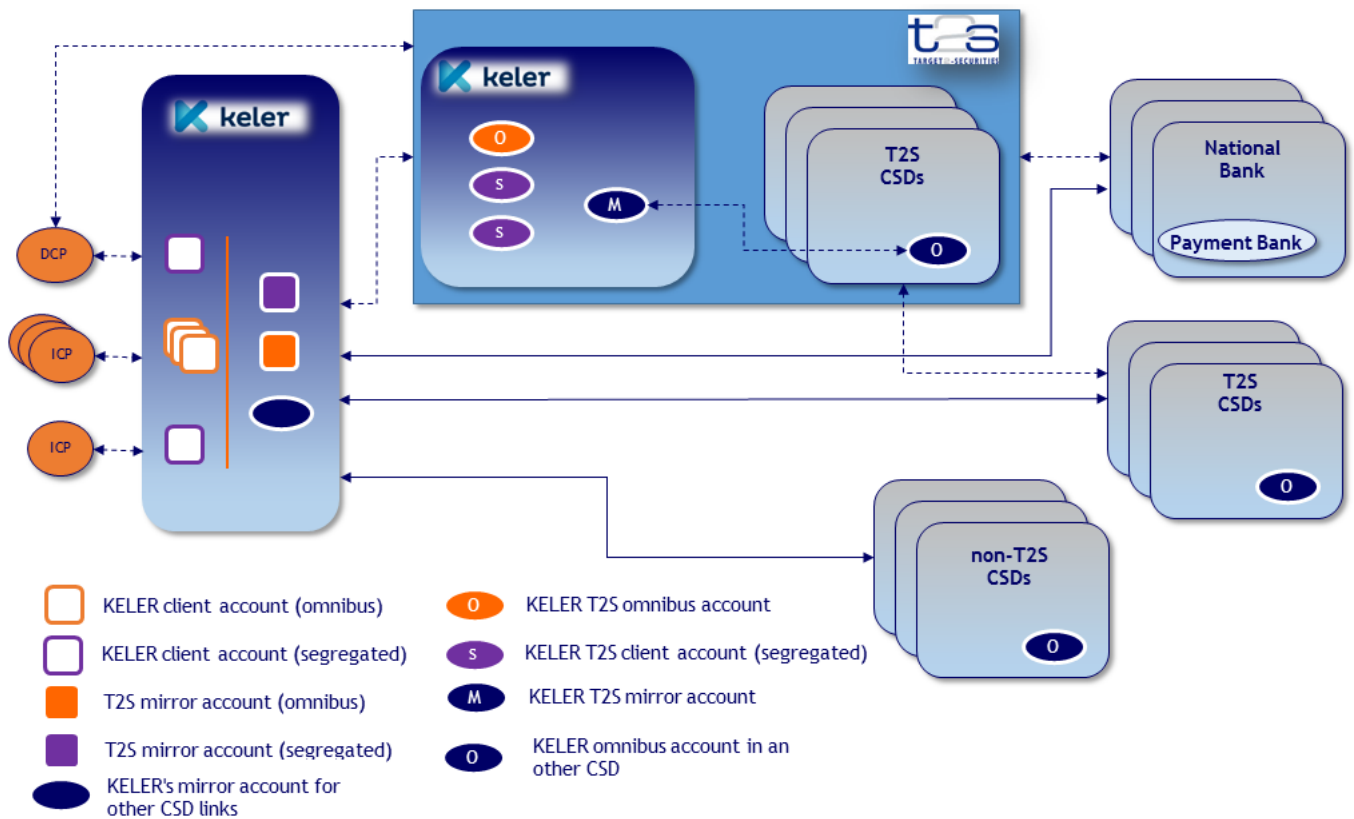 t2s
TARGET2-SECURITIES
keler
keler
O
S
S
M
T2S
CSDs
O
National
Bank
Payment Bank
DCP
ICP
ICP
T2S
CSDs
O
non-T2S
CSDs
O
KELER client account (omnibus)
KELER client account (segregated)
T2S mirror account (omnibus)
T2S mirror account (segregated)
KELER's mirror account for
other CSD links
O
KELER T2S omnibus account
S
KELER T2S client account (segregated)
M
KELER T2S mirror account
O
KELER omnibus account in an
other CSD